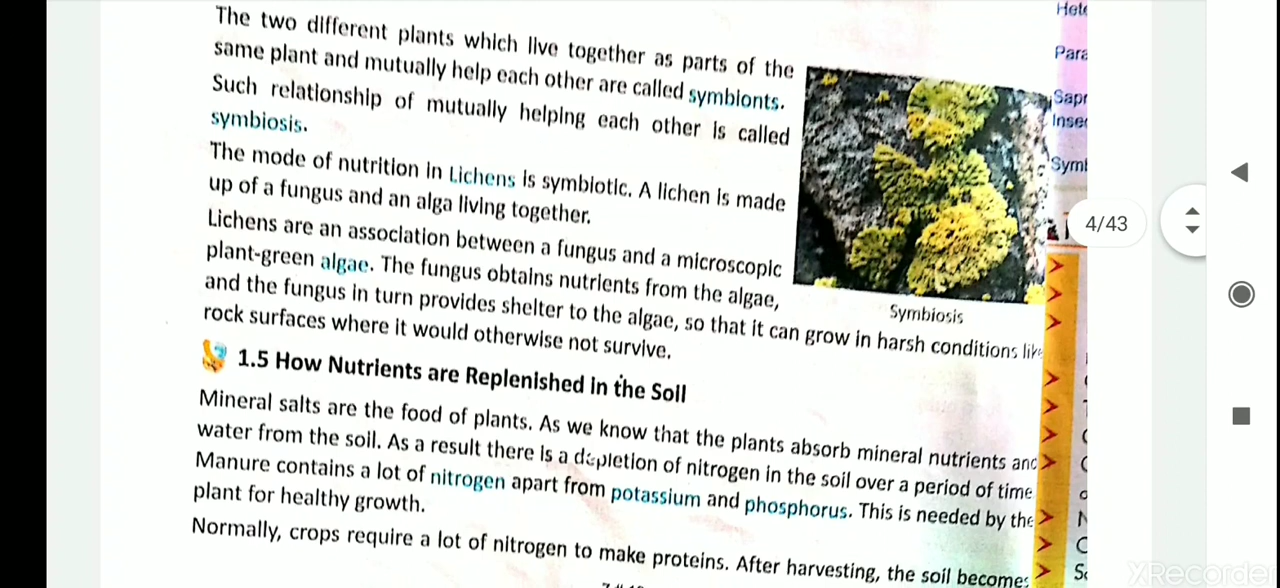 The two different plants which live together as parts of the
same plant and mutually help each other are called symbionts.
Such relationship of mutually helping each other is called
symbiosis.
The mode of nutrition in Lichens is symbiotic. A lichen is made
up of a fungus and an alga living together.
Lichens are an association between a fungus and a microscopic
plant-green algae. The fungus obtains nutrients from the algae,
and the fungus in turn provides shelter to the algae, so that it can grow in harsh conditions like
rock surfaces where it would otherwise not survive.
Symbiosis
1.5 How Nutrients are Replenished in the Soil
Mineral salts are the food of plants. As we know that the plants absorb mineral nutrients and
water from the soil. As a result there is a depletion of nitrogen in the soil over a period of time
Manure contains a lot of nitrogen apart from potassium and phosphorus. This is needed by the
plant for healthy growth.
Normally, crops require a lot of nitrogen to make proteins. After harvesting, the soil becomes
Hete
Para
Sapr
Insec
Symb
4/43
XRecorder